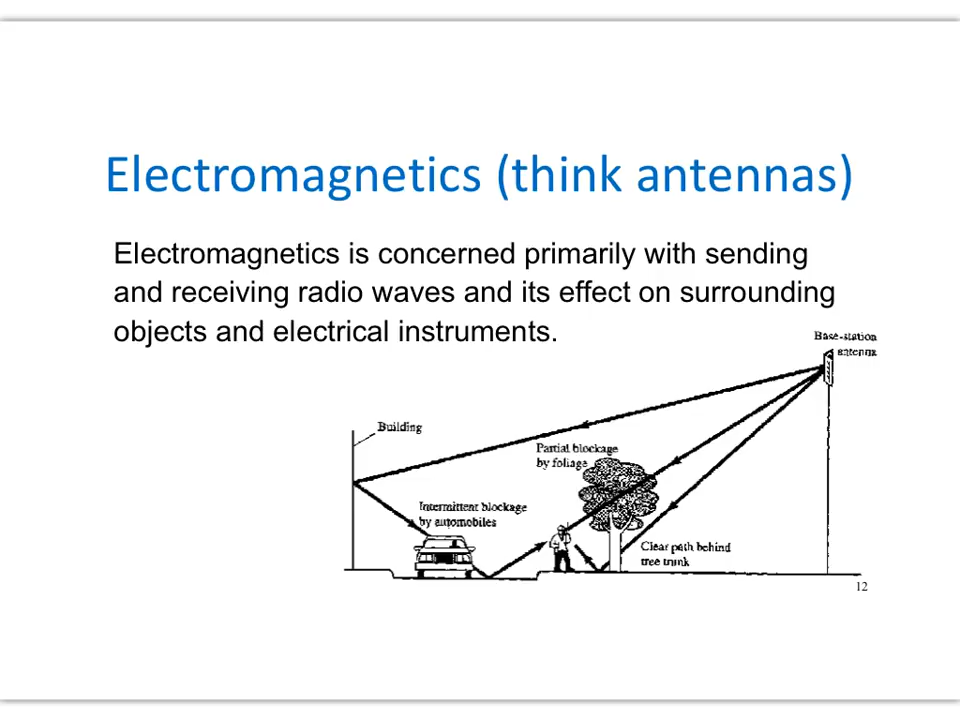 Electromagnetics (think antennas)
Electromagnetics is concerned primarily with sending
and receiving radio waves and its effect on surrounding
objects and electrical instruments.
Base-station
antenna
Building
Partial blockage
by foliage
Intermittent blockage
by automobiles
Clear path behind
tree trunk
12